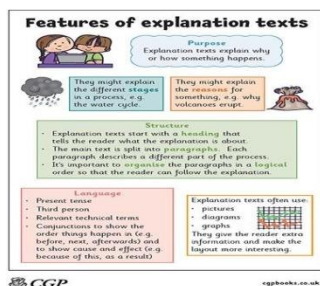 Features of explanation texts
Purpose
Explanation texts explain why
or how something happens.
They might explain
the different stages
in a process, e.g.
the water cycle.
They might explain
the reasons for
something, e.g. why
volcanoes erupt.
Structure
• Explanation texts start with a heading that
tells the reader what the explanation is about.
• The main text is split into paragraphs. Each
paragraph describes a different part of the process.
• It's important to organise the paragraphs in a logical
order so that the reader can follow the explanation.
Language
• Present tense
• Third person
• Relevant technical terms
• Conjunctions to show the
order things happen in (e.g.
before, next, afterwards) and
to show cause and effect (e.g.
because of this, as a result)
Explanation texts often use:
• pictures
• diagrams
• graphs
They give the reader extra
information and make the
layout more interesting.
CGP
cgpbooks.co.uk